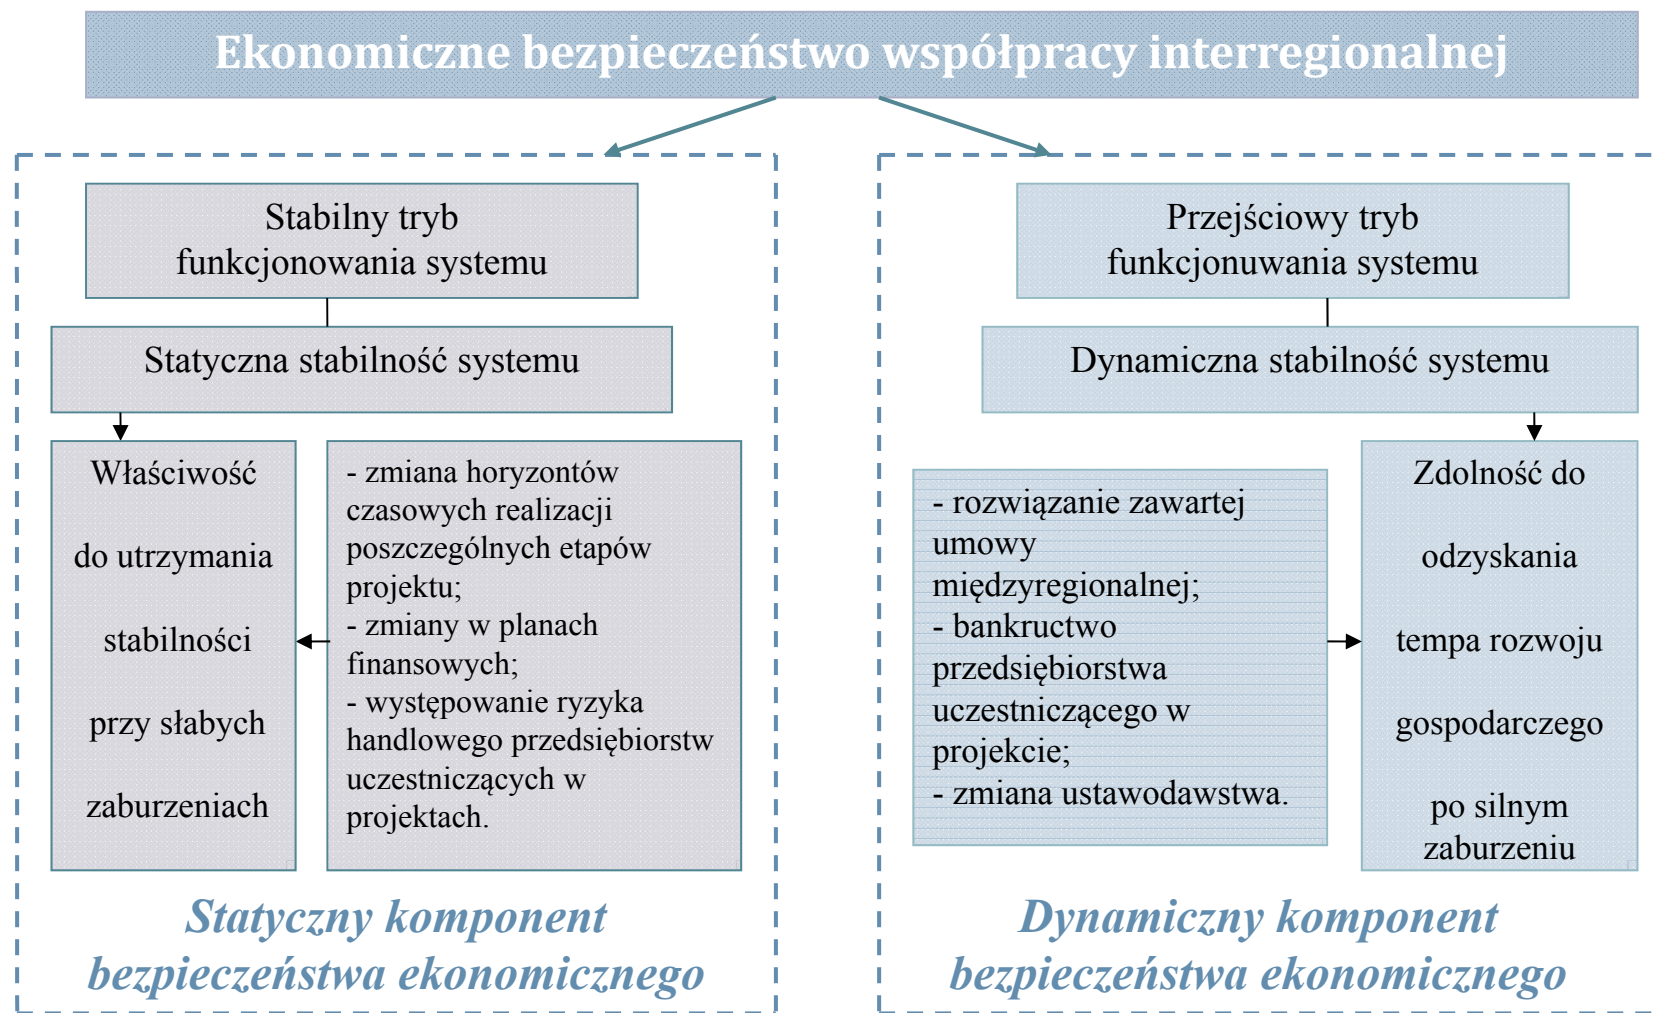 Ekonomiczne bezpieczeństwo współpracy interregionalnej
Stabilny tryb
funkcjonowania systemu
Statyczna stabilność systemu
Właściwość
do utrzymania
stabilności
przy słabych
zaburzeniach
- zmiana horyzontów
czasowych realizacji
poszczególnych etapów
projektu;
- zmiany w planach
finansowych;
- występowanie ryzyka
handlowego przedsiębiorstw
uczestniczących w
projektach.
Statyczny komponent
bezpieczeństwa ekonomicznego
Przejściowy tryb
funkcjonuwania systemu
Dynamiczna stabilność systemu
- rozwiązanie zawartej
umowy
międzyregionalnej;
- bankructwo
przedsiębiorstwa
uczestniczącego w
projekcie;
- zmiana ustawodawstwa.
Zdolność do
odzyskania
tempa rozwoju
gospodarczego
po silnym
zaburzeniu
Dynamiczny komponent
bezpieczeństwa ekonomicznego